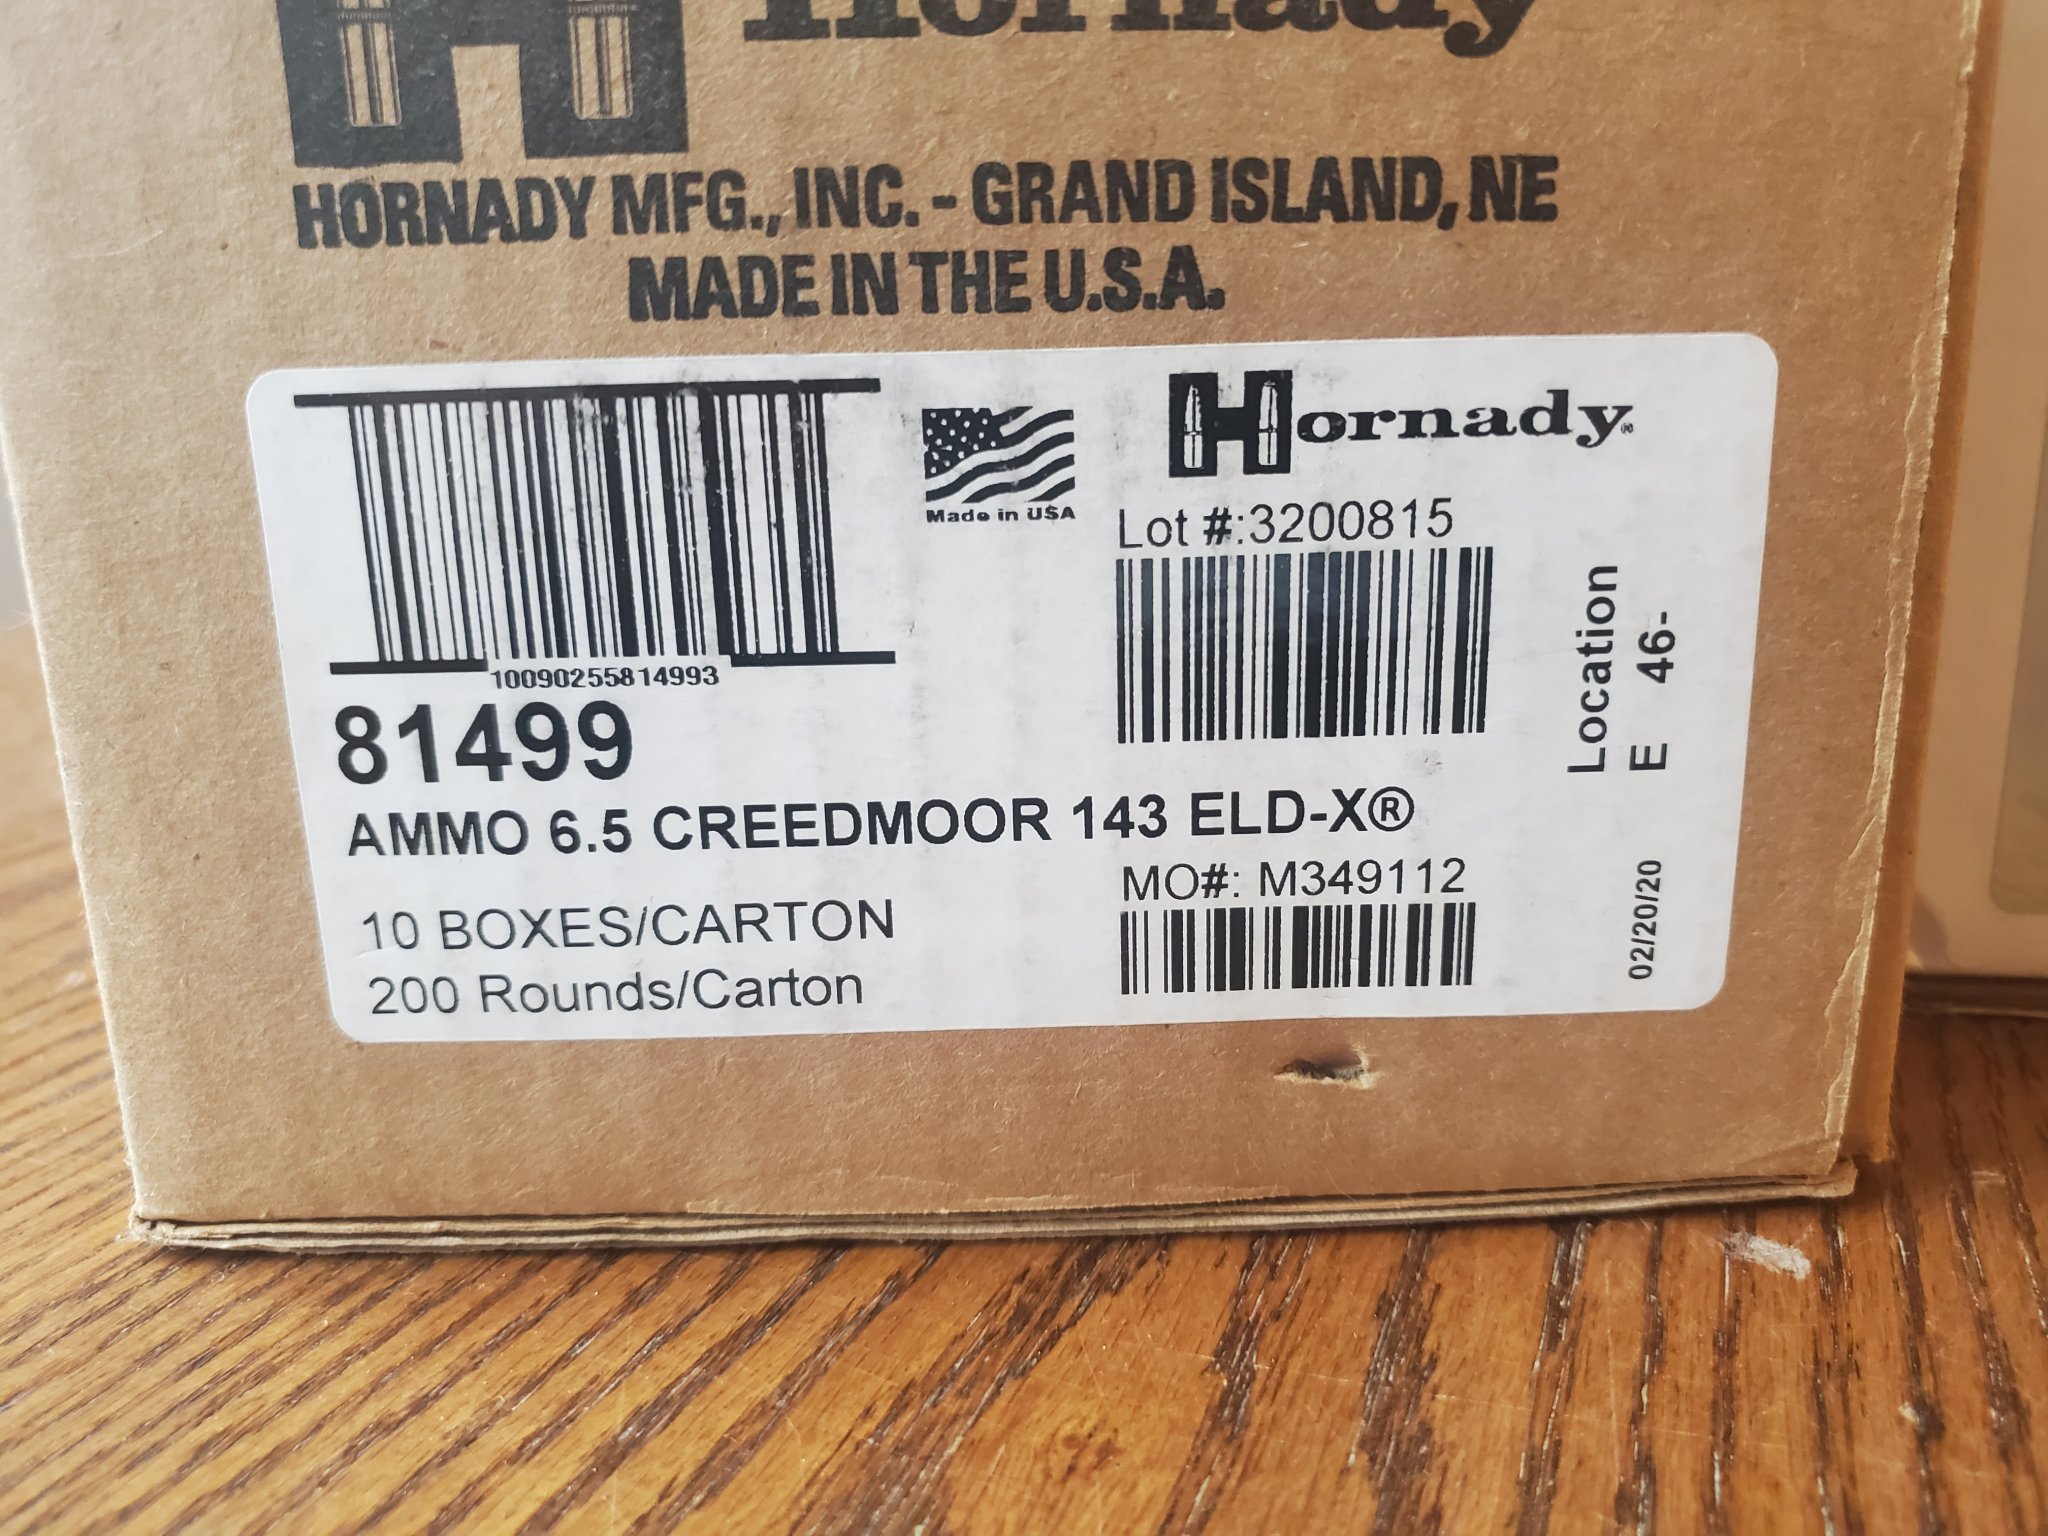 Hornady
HORNADY MFG., INC. - GRAND ISLAND, NE
MADE IN THE U.S.A.
10090255814993
Made in USA
Hornady®
Lot #:3200815
81499
AMMO 6.5 CREEDMOOR 143 ELD-X®
MO#: M349112
10 BOXES/CARTON
200 Rounds/Carton
Location
E 46-
02/20/20